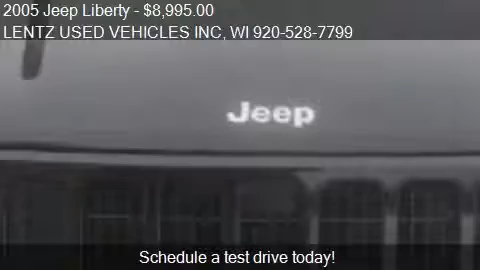 2005 Jeep Liberty - $8,995.00
LENTZ USED VEHICLES INC, WI 920-528-7799
Jeep
Schedule a test drive today!